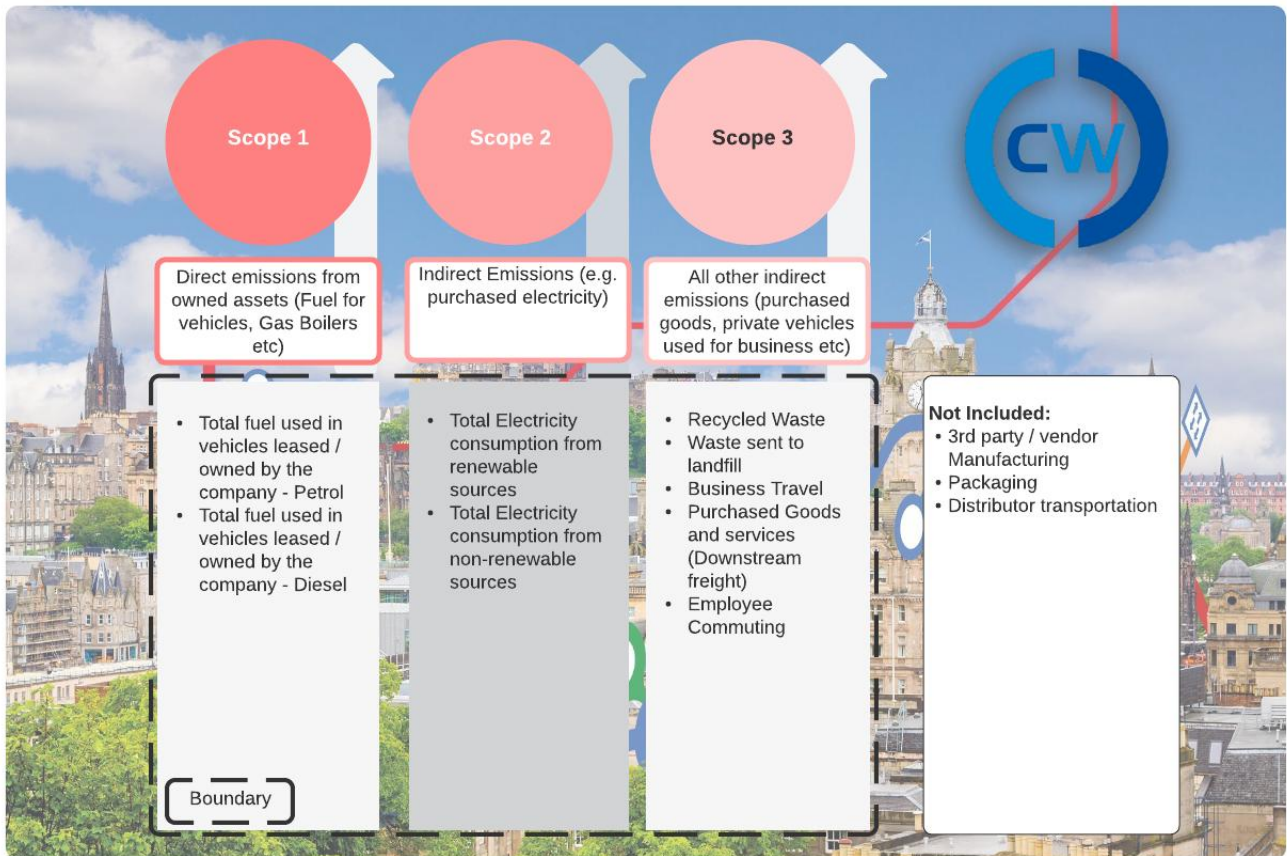 Scope 1
Scope 2
Scope 3
CW
Direct emissions from
owned assets (Fuel for
vehicles, Gas Boilers
etc)
Indirect Emissions (e.g.
purchased electricity)
All other indirect
emissions (purchased
goods, private vehicles
used for business etc)
• Total fuel used in
vehicles leased /
owned by the
company - Petrol
• Total fuel used in
vehicles leased /
owned by the
company - Diesel
• Total Electricity
consumption from
renewable
sources
• Total Electricity
consumption from
non-renewable
sources
• Recycled Waste
• Waste sent to
landfill
• Business Travel
• Purchased Goods
and services
(Downstream
freight)
• Employee
Commuting
Not Included:
• 3rd party / vendor
Manufacturing
• Packaging
• Distributor transportation
Boundary